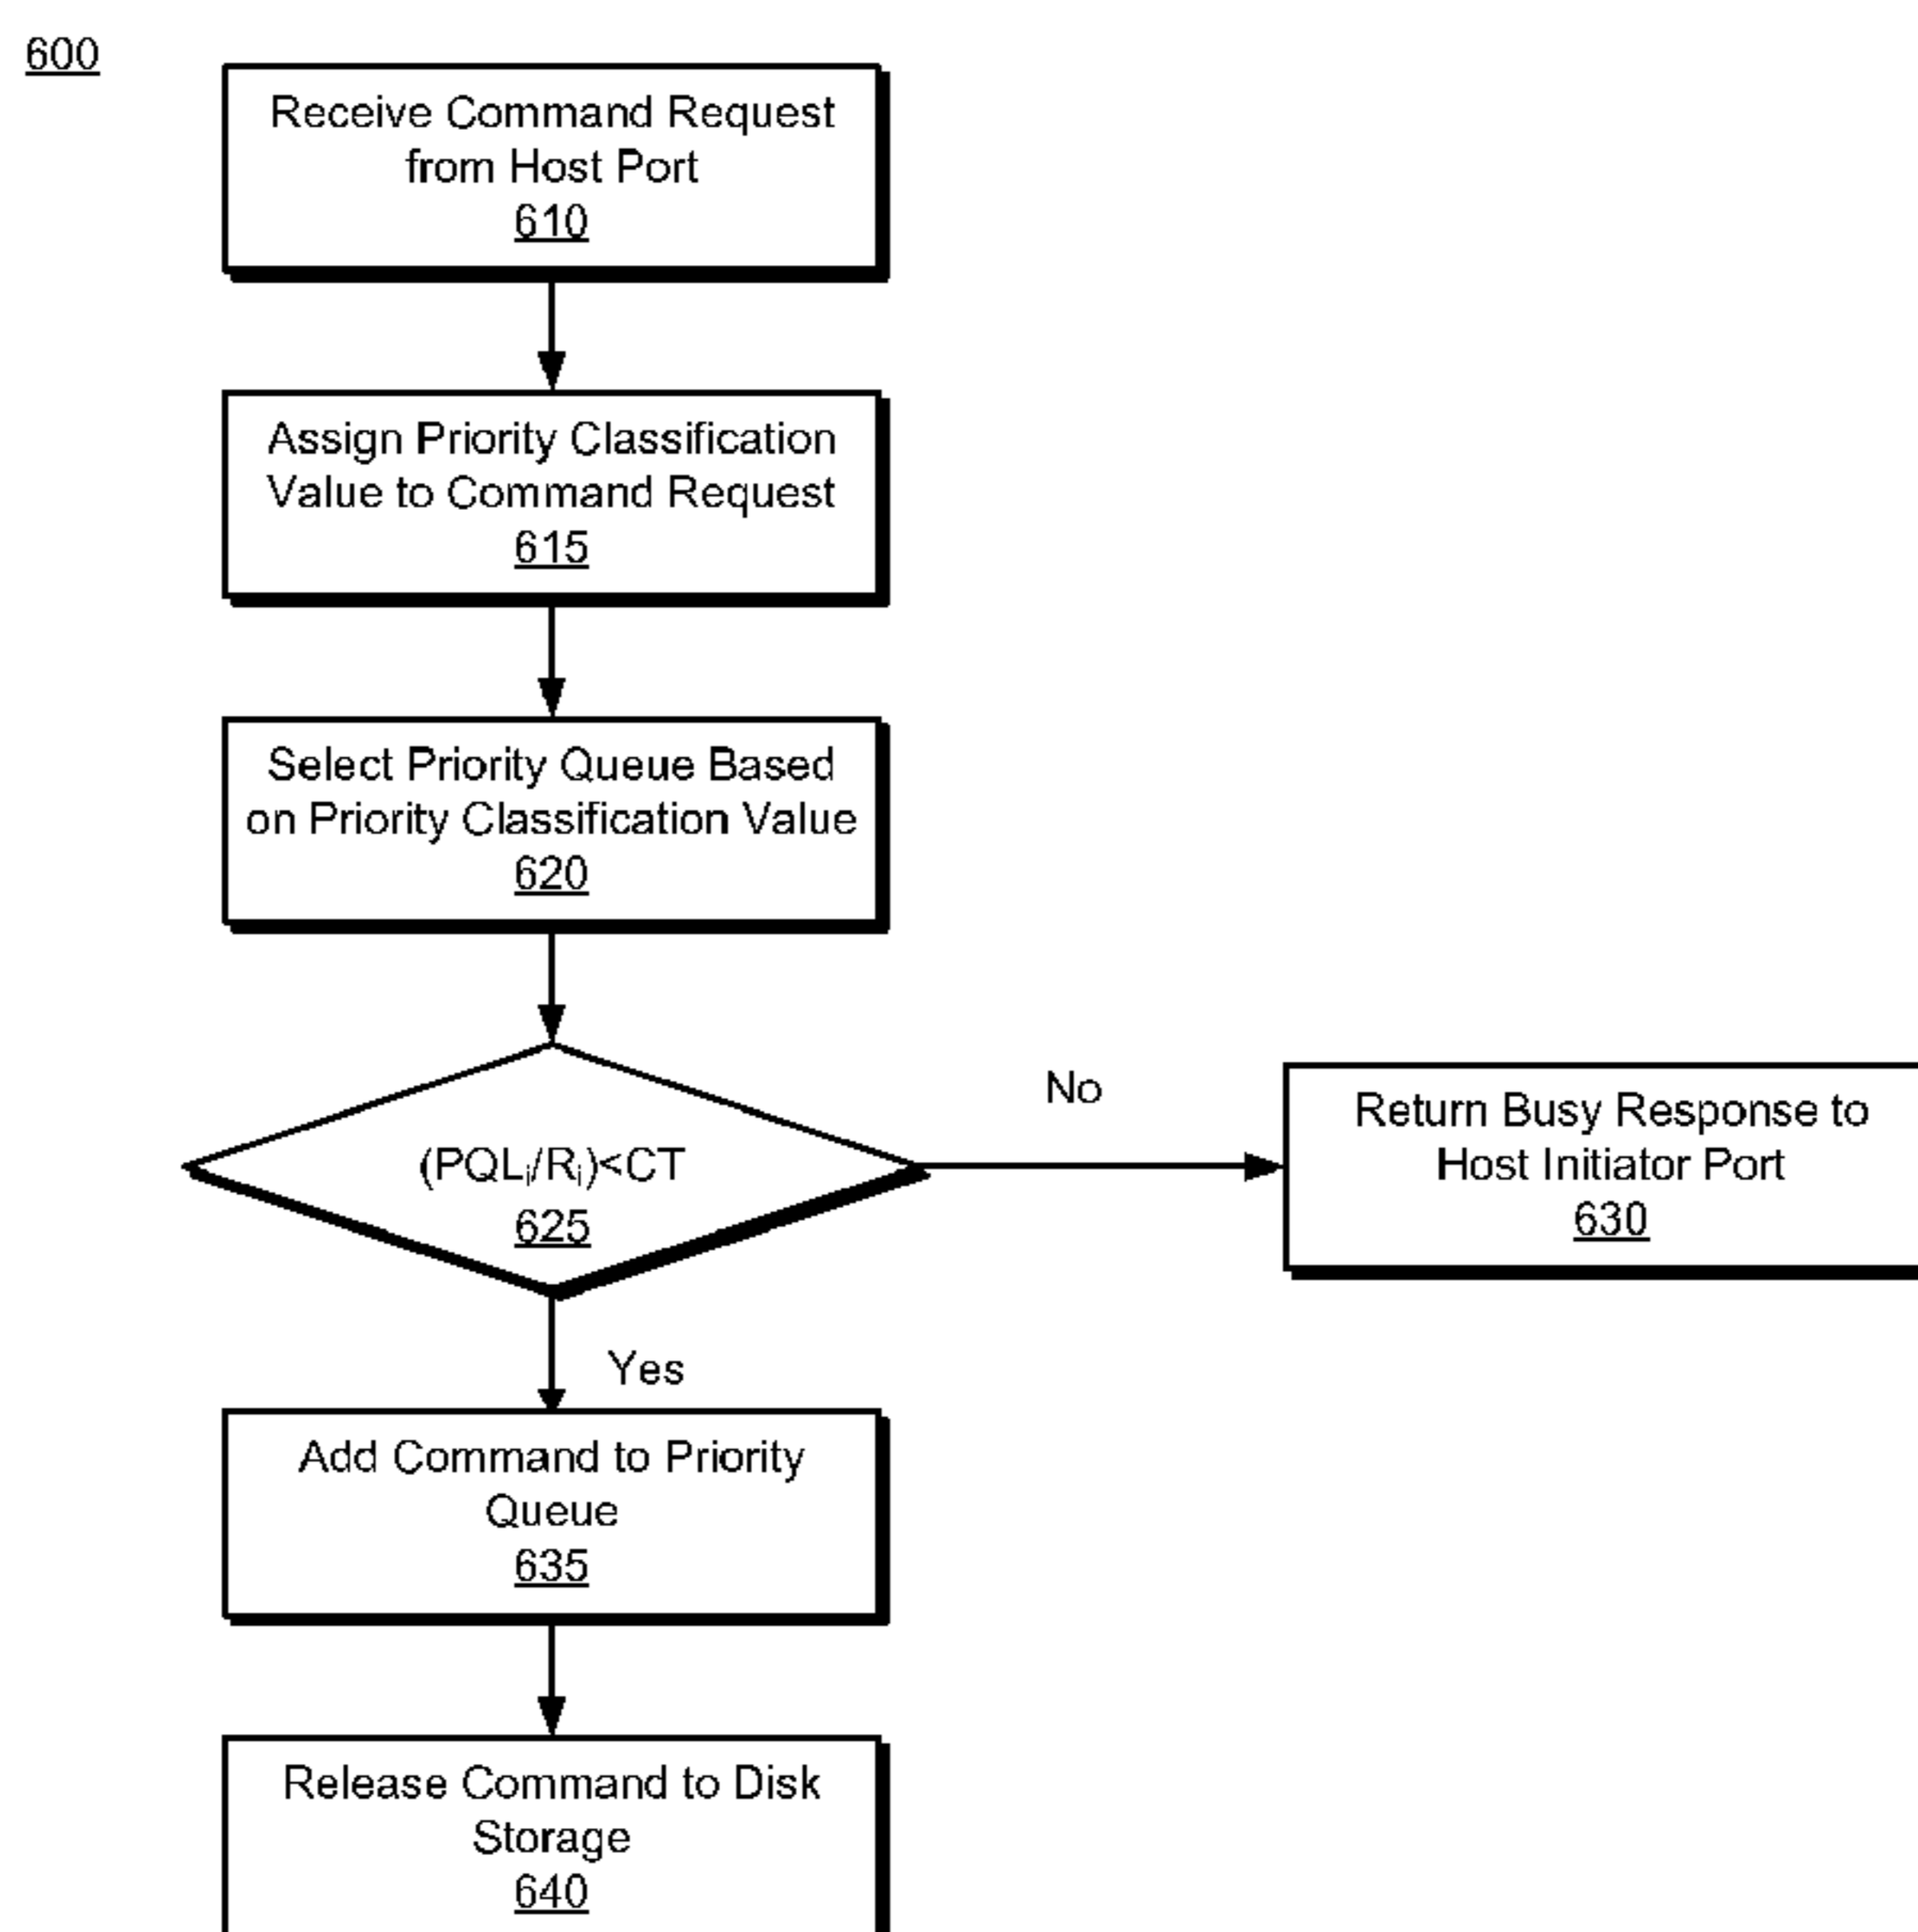 600
Receive Command Request
from Host Port
610
Assign Priority Classification
Value to Command Request
615
Select Priority Queue Based
on Priority Classification Value
620
(PQLᵢ/Rᵢ)<CT
625
No
Return Busy Response to
Host Initiator Port
630
Yes
Add Command to Priority
Queue
635
Release Command to Disk
Storage
640